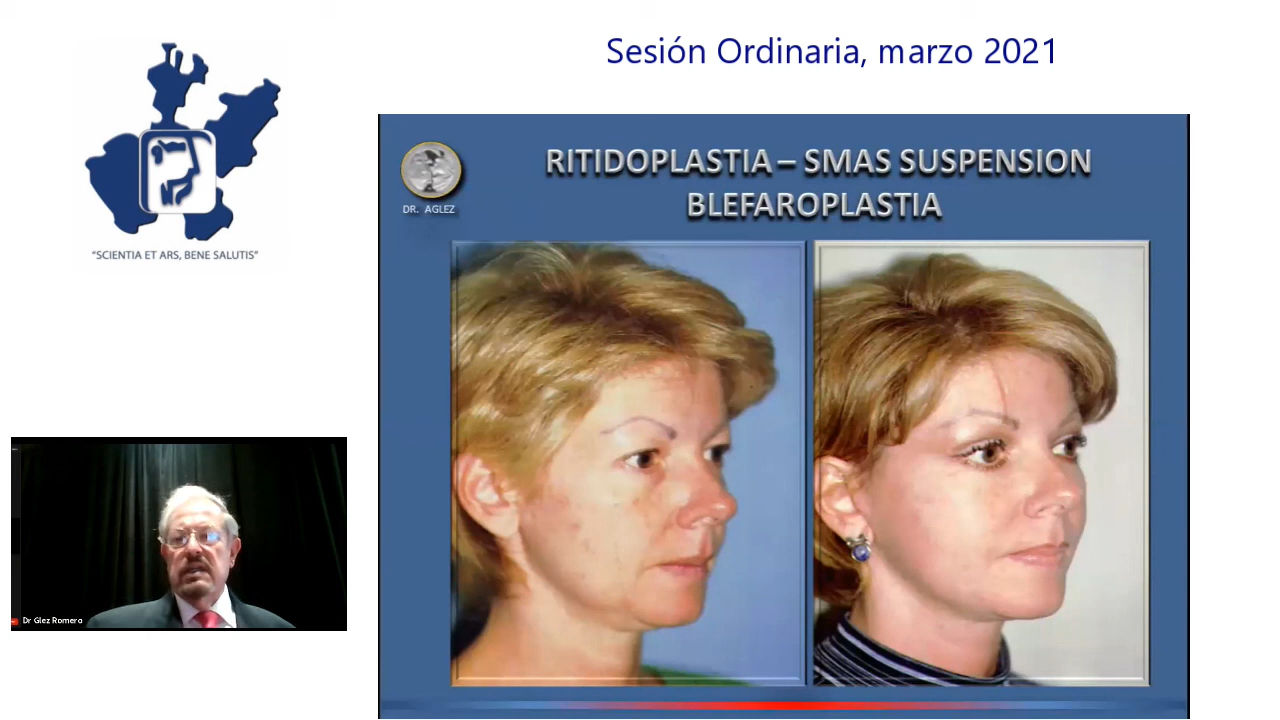 Sesión Ordinaria, marzo 2021
"SCIENTIA ET ARS, BENE SALUTIS"
DR. AGLEZ
RITIDOPLASTIA – SMAS SUSPENSION
BLEFAROPLASTIA
Dr Glez Romero